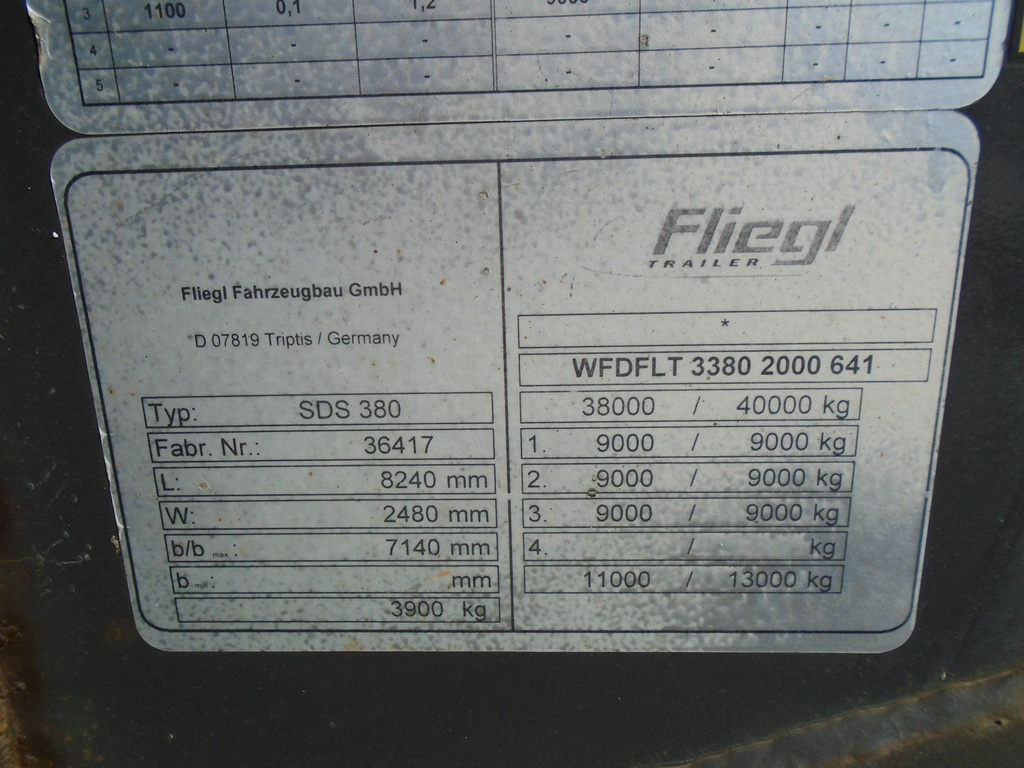 3 1100 0,1 1,2 9000 -
4 - - - - - - - -
5 - - - - - - - -
Fliegl Fahrzeugbau GmbH
D 07819 Triptis / Germany
Typ: SDS 380
Fabr. Nr.: 36417
L: 8240 mm
W: 2480 mm
b/b max : 7140 mm
b min : mm
3900 kg
Fliegl
TRAILER
*
WFDFLT 3380 2000 641
38000 / 40000 kg
1. 9000 / 9000 kg
2. 9000 / 9000 kg
3. 9000 / 9000 kg
4. / kg
11000 / 13000 kg